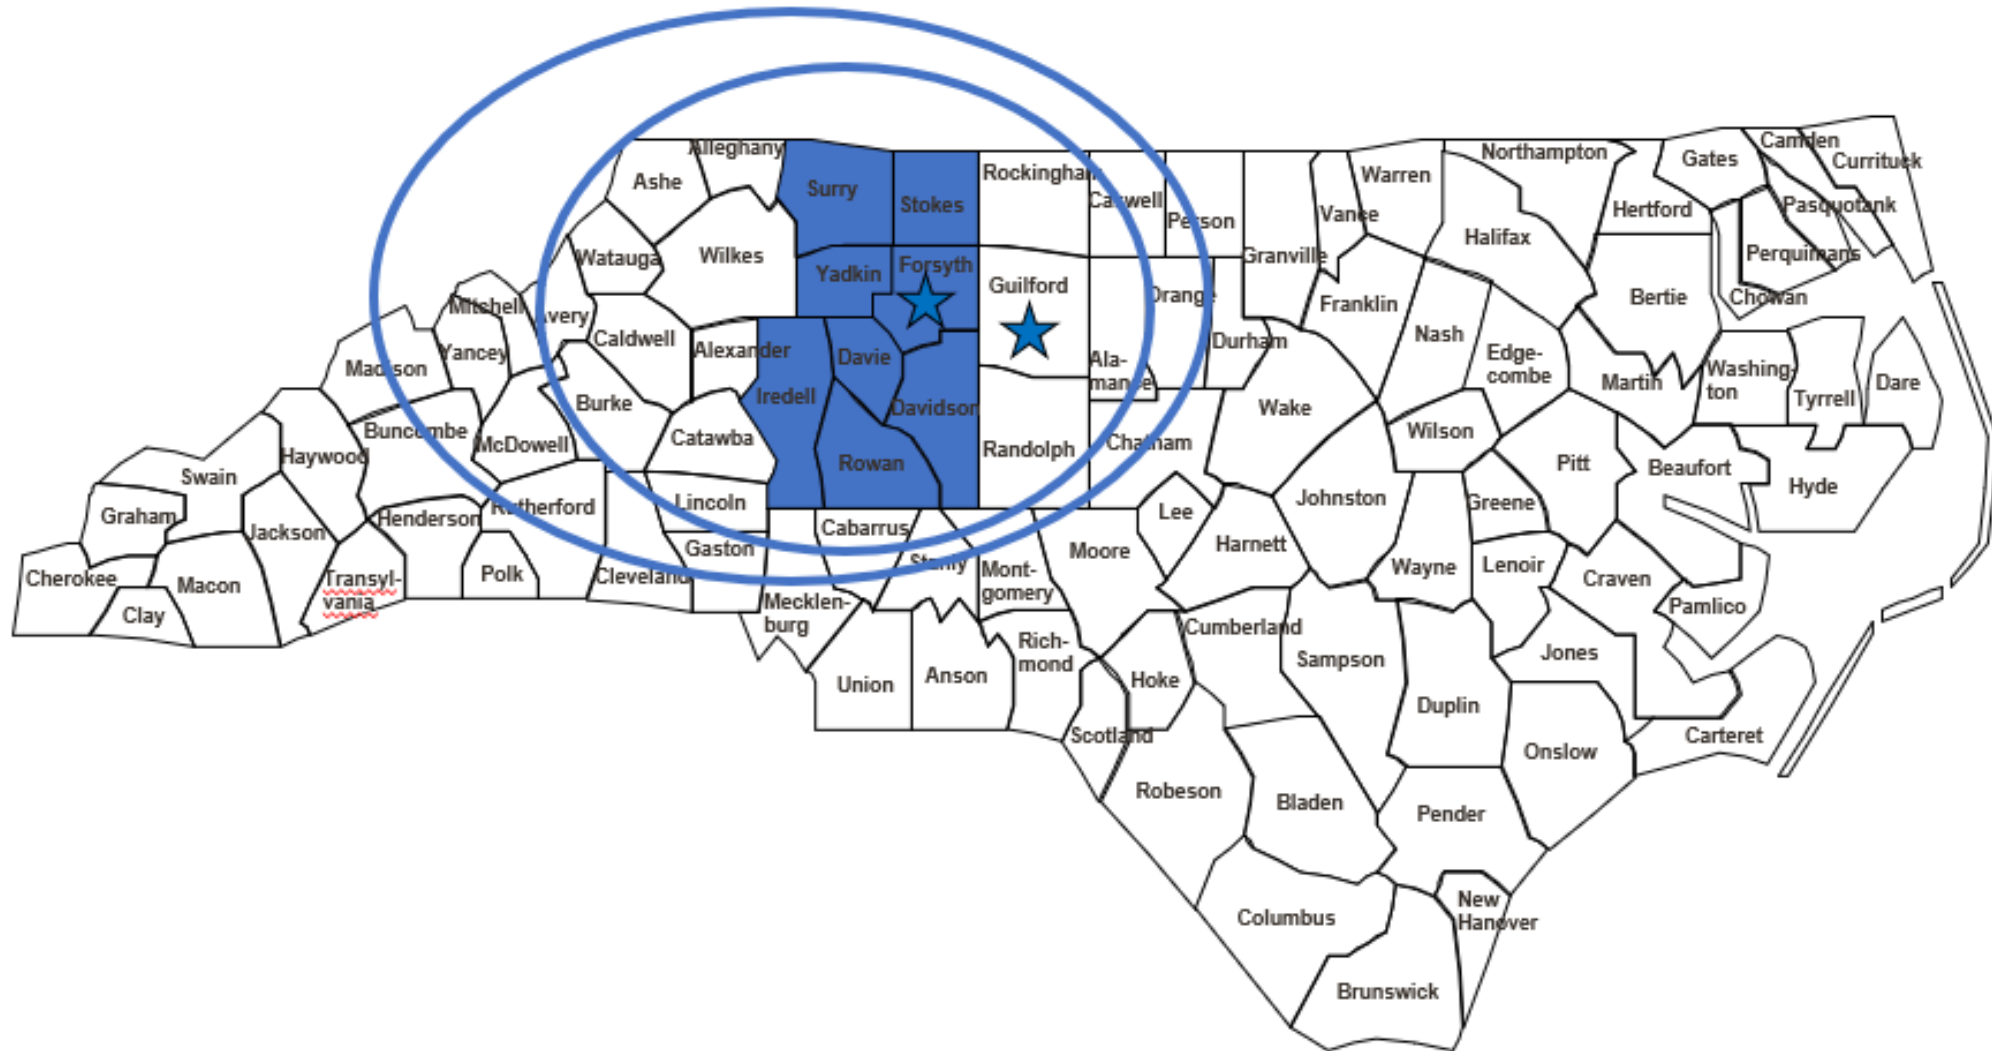 Alleghany
Ashe
Surry
Stokes
Rockingham
Caswell
Person
Granville
Vance
Warren
Northampton
Gates
Camden
Currituck
Pasquotank
Hertford
Halifax
Perquimans
Chowan
Bertie
Watauga
Wilkes
Yadkin
Forsyth
Guilford
Orange
Durham
Franklin
Nash
Edge-
combe
Martin
Washing-
ton
Tyrrell
Dare
Mitchell
Avery
Yancey
Madison
Caldwell
Alexander
Iredell
Davie
Davidson
Ala-
mance
Wake
Wilson
Pitt
Beaufort
Hyde
Burke
Catawba
Rowan
Randolph
Chatham
Buncombe
McDowell
Haywood
Swain
Graham
Jackson
Henderson
Rutherford
Lincoln
Cabarrus
Lee
Johnston
Greene
Gaston
Stanly
Mont-
gomery
Moore
Harnett
Wayne
Lenoir
Craven
Pamlico
Cherokee
Clay
Macon
Transyl-
vania
Polk
Cleveland
Mecklen-
burg
Union
Anson
Rich-
mond
Hoke
Scotland
Cumberland
Sampson
Jones
Duplin
Onslow
Carteret
Robeson
Bladen
Pender
Columbus
New
Hanover
Brunswick